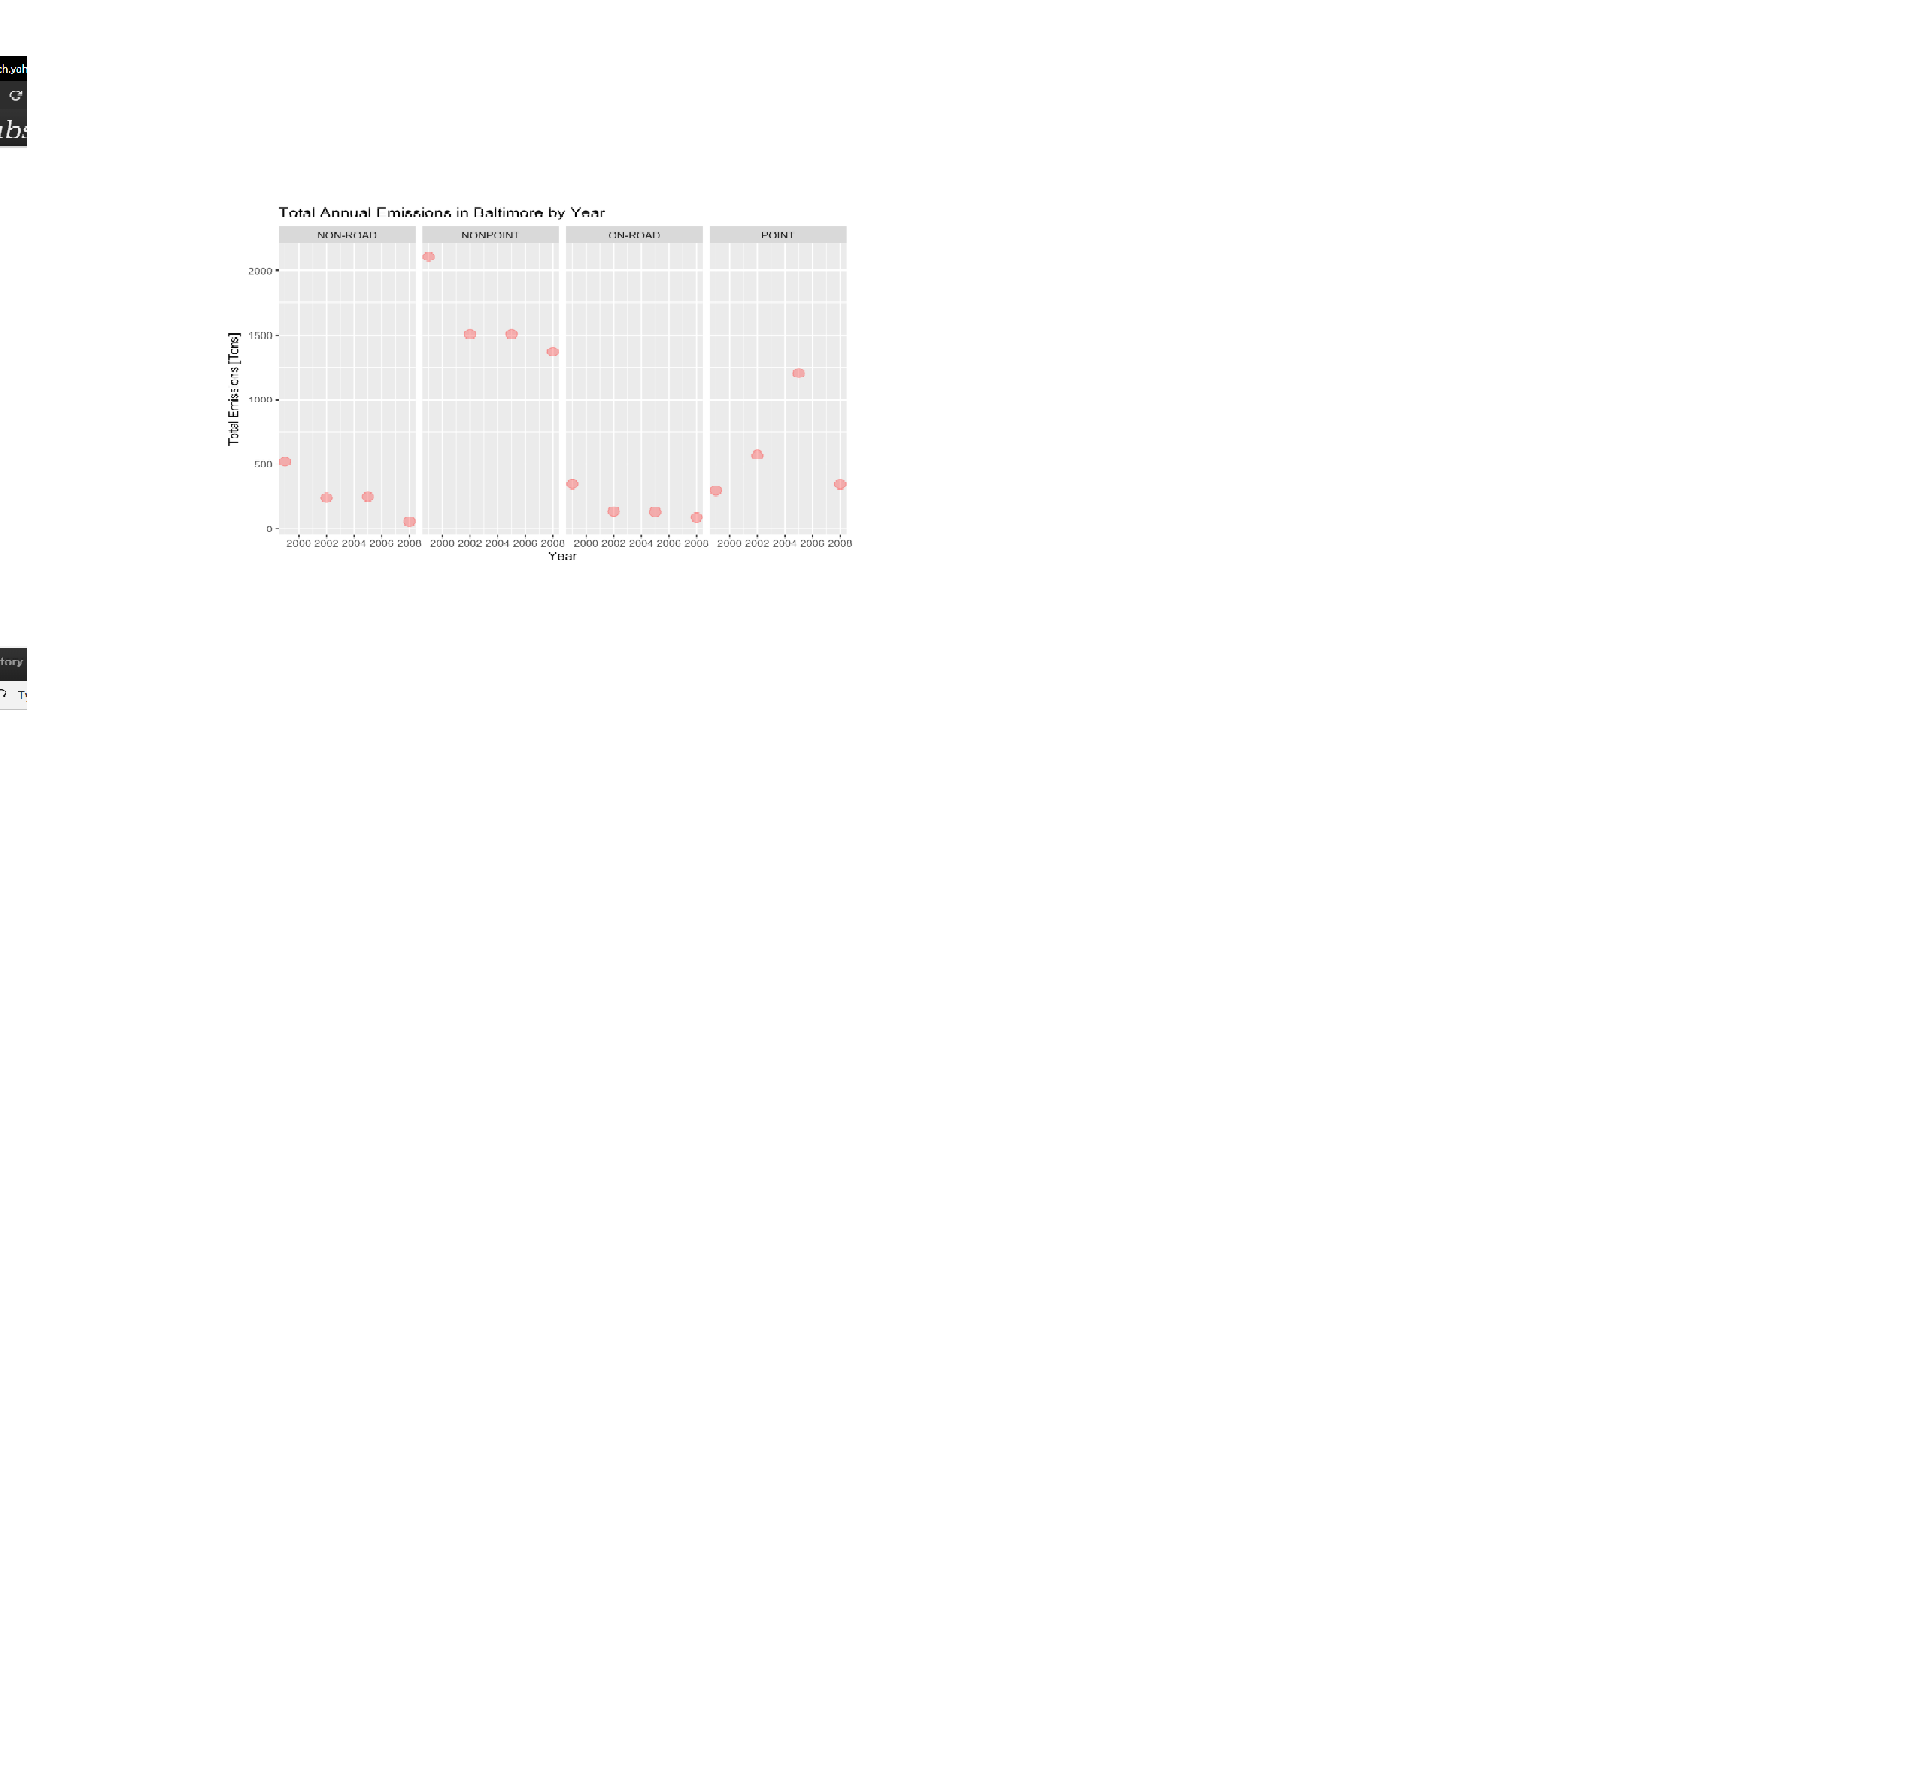 Total Annual Emissions in Baltimore by Year
NON-ROAD NONPOINT ON-ROAD POINT
2000
1500
1000
500
0
Total Emissions [Tons]
2000 2002 2004 2006 2008 2000 2002 2004 2006 2008 2000 2002 2004 2006 2008 2000 2002 2004 2006 2008
Year